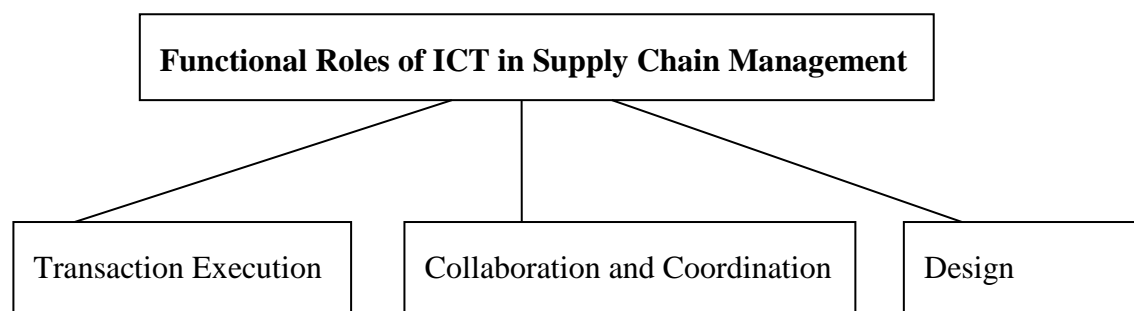 Functional Roles of ICT in Supply Chain Management
Transaction Execution
Collaboration and Coordination
Design